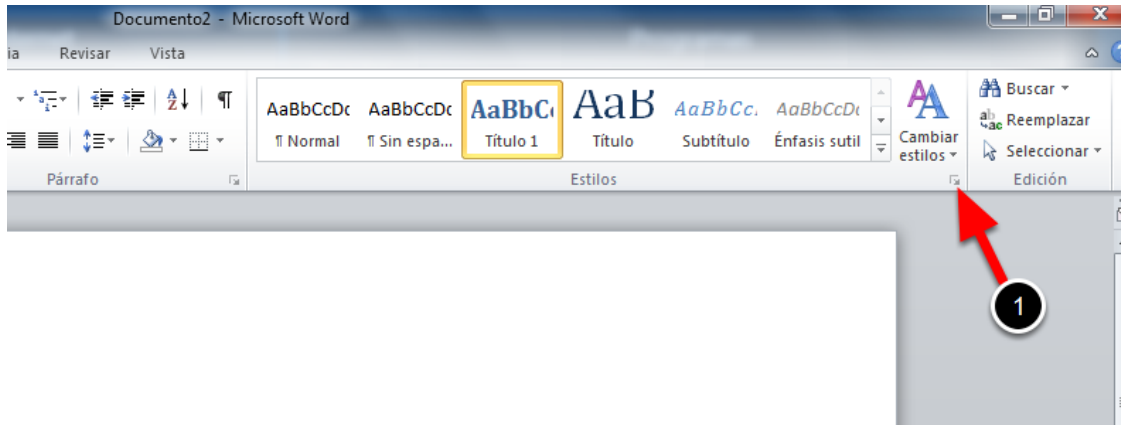 Documento2 - Microsoft Word
ia Revisar Vista
AaBbCcDc AaBbCcDc AaBbC AaB AaBbCc. AaBbCcDc
¶ Normal ¶ Sin espa... Título 1 Título Subtítulo Énfasis sutil
Cambiar estilos
Buscar
Reemplazar
Seleccionar
Párrafo Estilos Edición
1